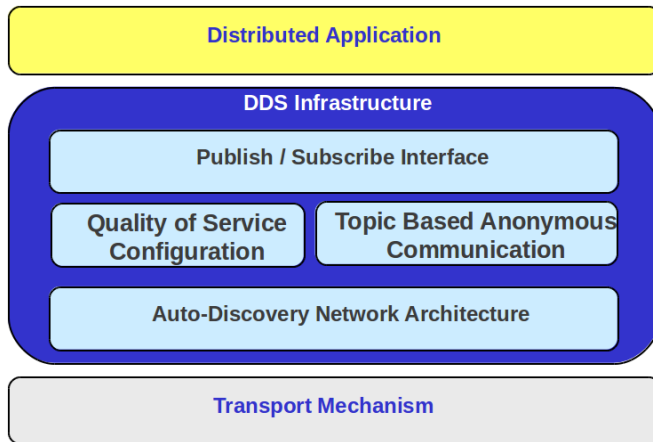 Distributed Application
DDS Infrastructure
Publish / Subscribe Interface
Quality of Service
Configuration
Topic Based Anonymous
Communication
Auto-Discovery Network Architecture
Transport Mechanism